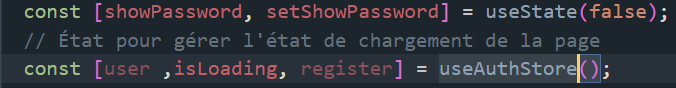 const [showPassword, setShowPassword] = useState(false);
// État pour gérer l'état de chargement de la page
const [user ,isLoading, register] = useAuthStore();